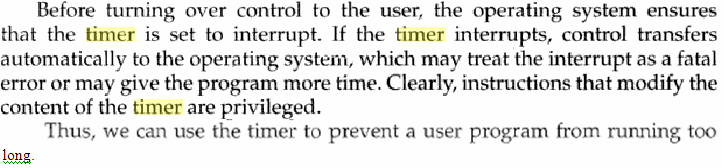 Before turning over control to the user, the operating system ensures
that the timer is set to interrupt. If the timer interrupts, control transfers
automatically to the operating system, which may treat the interrupt as a fatal
error or may give the program more time. Clearly, instructions that modify the
content of the timer are privileged.
Thus, we can use the timer to prevent a user program from running too
long.